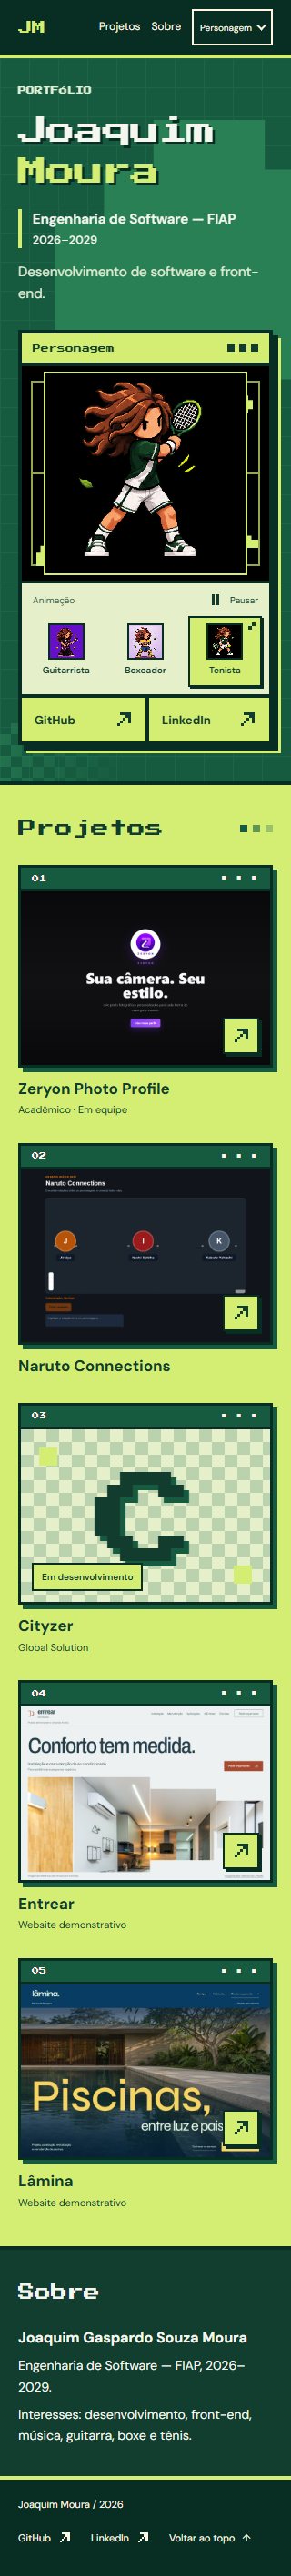 JM
Projetos
Sobre
Personagem
PORTFóLIO
Joaquim
Moura
Engenharia de Software — FIAP
2026–2029
Desenvolvimento de software e front-
end.
Personagem
Animação
Pausar
Guitarrista
Boxeador
Tenista
GitHub
LinkedIn
Projetos
01
Sua câmera. Seu
estilo.
Zeryon Photo Profile
Acadêmico · Em equipe
02
Naruto Connections
J
I
K
Naruto Connections
03
Em desenvolvimento
Cityzer
Global Solution
04
entrear
Conforto tem medida.
Entrear
Website demonstrativo
05
lâmina.
Piscinas,
entre luz e pais
Lâmina
Website demonstrativo
Sobre
Joaquim Gaspardo Souza Moura
Engenharia de Software — FIAP, 2026–
2029.
Interesses: desenvolvimento, front-end,
música, guitarra, boxe e tênis.
Joaquim Moura / 2026
GitHub
LinkedIn
Voltar ao topo ↑